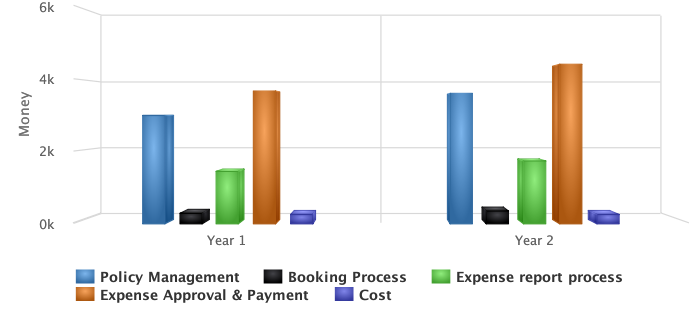 6k
4k
2k
0k
Money
Year 1
Year 2
Policy Management
Booking Process
Expense report process
Expense Approval & Payment
Cost